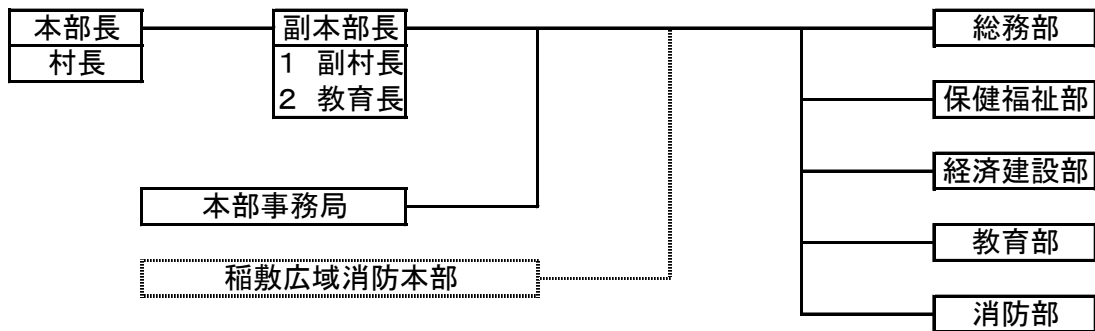 本部長
村長
副本部長
１　副村長
２　教育長
本部事務局
稲敷広域消防本部
総務部
保健福祉部
経済建設部
教育部
消防部